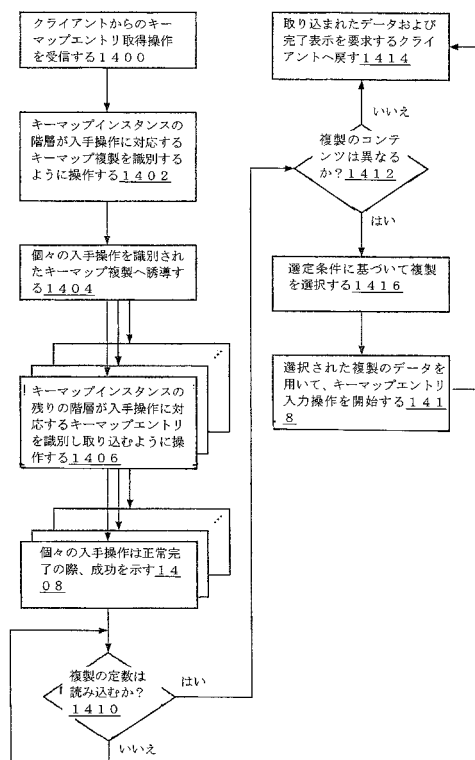 クライアントからのキー
マップエントリ取得操作
を受信する1400
キーマップインスタンスの
階層が入手操作に対応する
キーマップ複製を識別する
ように操作する1402
個々の入手操作を識別され
たキーマップ複製へ誘導す
る1404
キーマップインスタンスの
残りの階層が入手操作に対
応するキーマップエントリ
を識別し取り込むように操
作する1406
個々の入手操作は正常完
了の際、成功を示す14
08
複製の定数は
読み込むか?
1410
はい
いいえ
取り込まれたデータおよび
完了表示を要求するクライ
アントへ戻す1414
いいえ
複製のコンテ
ンツは異なる
か?1412
はい
選定条件に基づいて複製
を選択する1416
選択された複製のデータを
用いて、キーマップエントリ
入力操作を開始する141
8